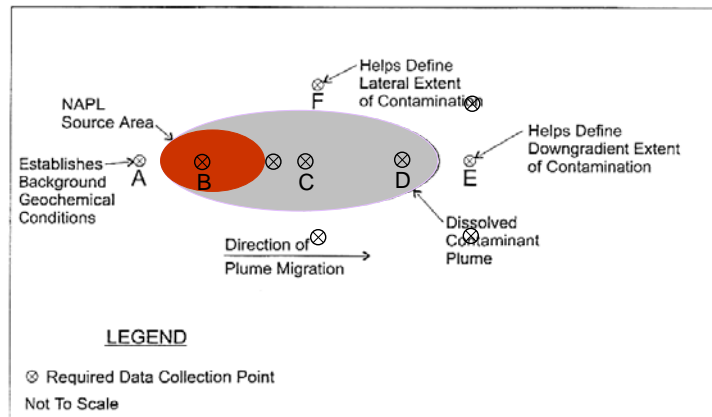 Helps Define
Lateral Extent
of Contamination
F
NAPL
Source Area
Helps Define
Downgradient Extent
of Contamination
Establishes
Background
Geochemical
Conditions
A
B
C
D
E
Dissolved
Contaminant
Plume
Direction of
Plume Migration
LEGEND
Required Data Collection Point
Not To Scale